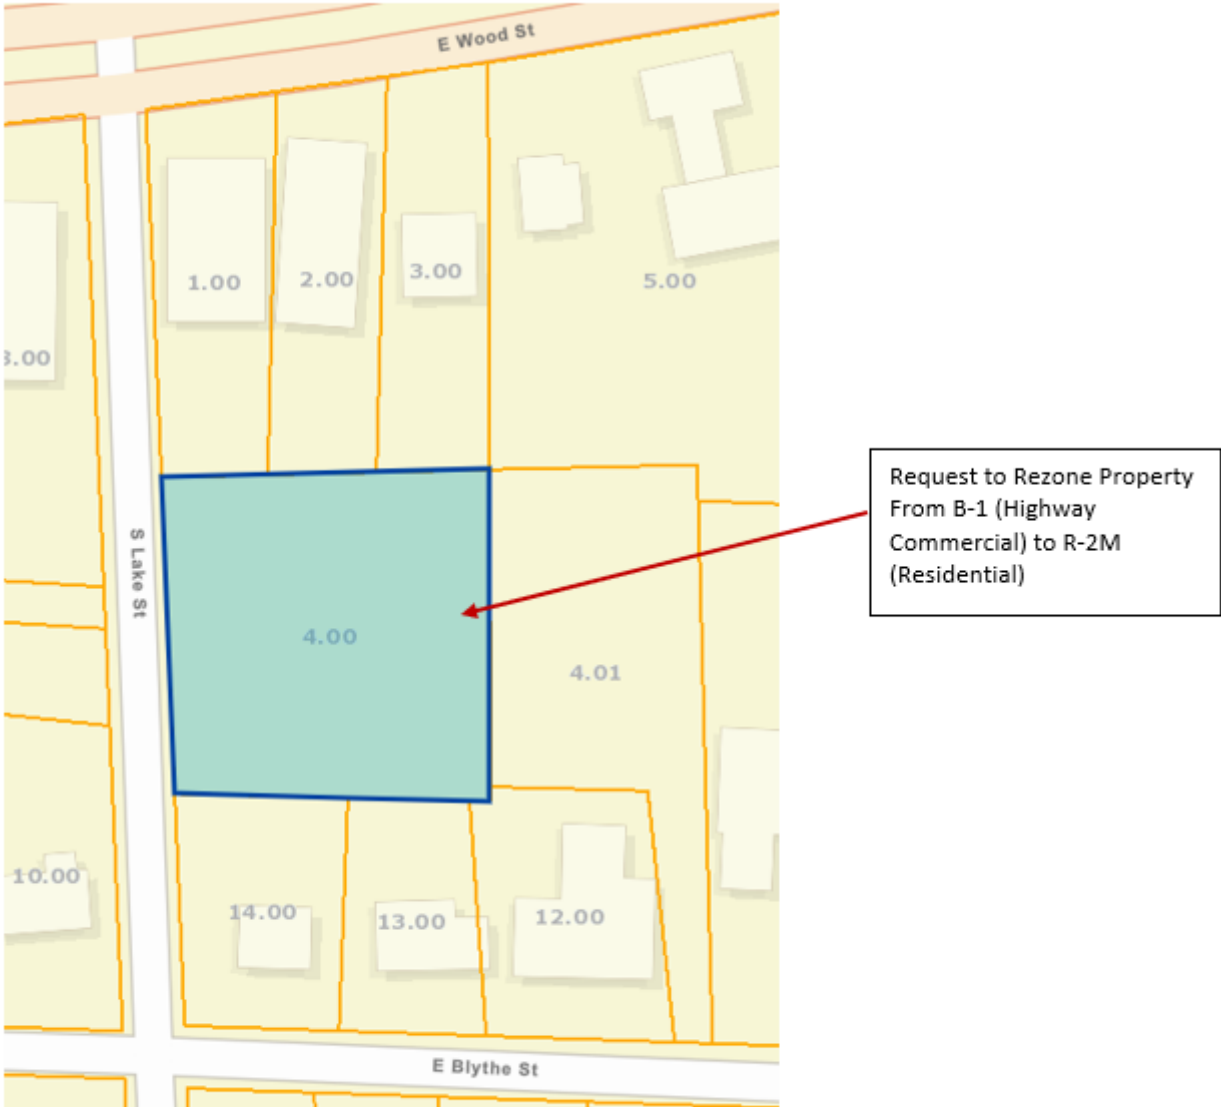 E Wood St
1.00
2.00
3.00
5.00
Request to Rezone Property
From B-1 (Highway
Commercial) to R-2M
(Residential)
S Lake St
4.00
4.01
10.00
14.00
13.00
12.00
E Blythe St